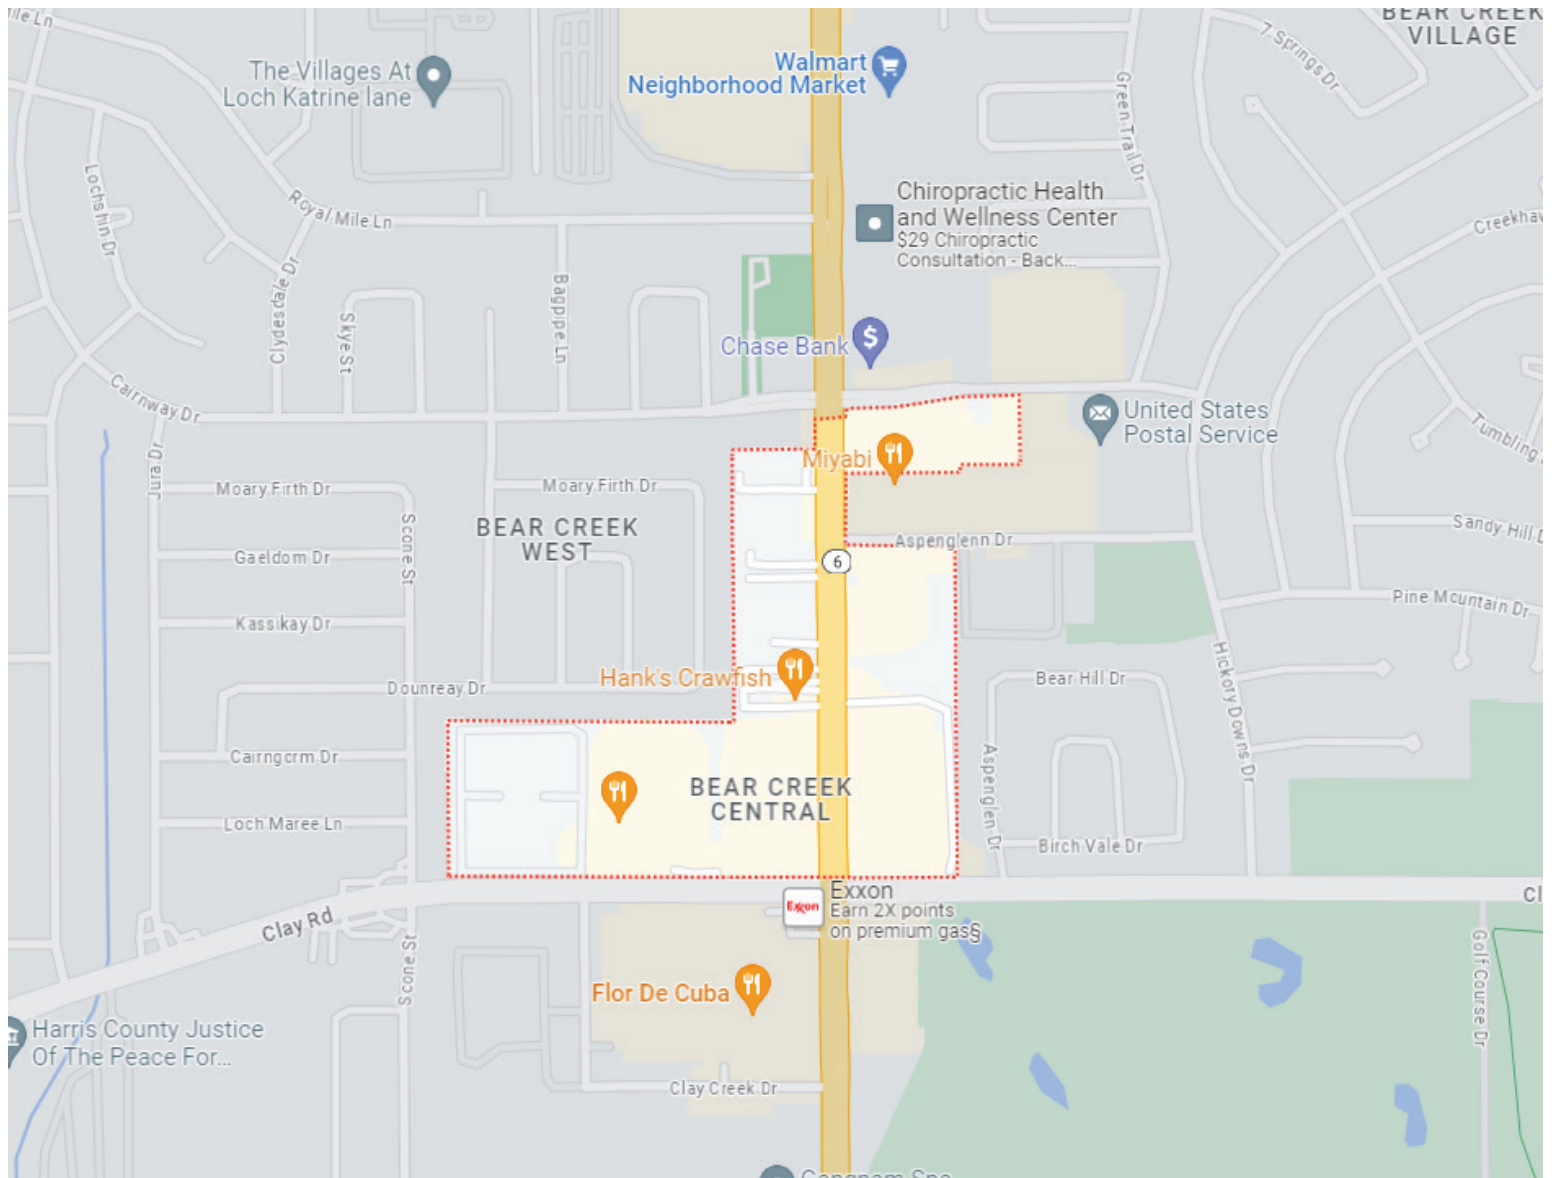 ile Ln
BEAR CREEK
VILLAGE
7 Springs Dr
Walmart
Neighborhood Market
The Villages At
Loch Katrine lane
Green Trail Dr
Lochshin Dr
Royal Mile Ln
Chiropractic Health
and Wellness Center
$29 Chiropractic
Consultation - Back...
Creekhav
Clydesdale Dr
Skye St
Bagpipe Ln
Chase Bank
Cairnway Dr
United States
Postal Service
Tumbling
Jura Dr
Miyabi
Moary Firth Dr
Moary Firth Dr
Scone St
BEAR CREEK
WEST
Sandy Hill D
Aspenglenn Dr
Gaeldom Dr
6
Pine Mountain Dr
Kassikay Dr
Hickory Downs Dr
Hank's Crawfish
Dounreay Dr
Bear Hill Dr
Cairngorm Dr
Aspenglen Dr
BEAR CREEK
CENTRAL
Loch Maree Ln
Birch Vale Dr
Exxon
Exxon
Earn 2X points
on premium gas§
Cl
Clay Rd
Scone St
Golf Course Dr
Flor De Cuba
Harris County Justice
Of The Peace For...
Clay Creek Dr